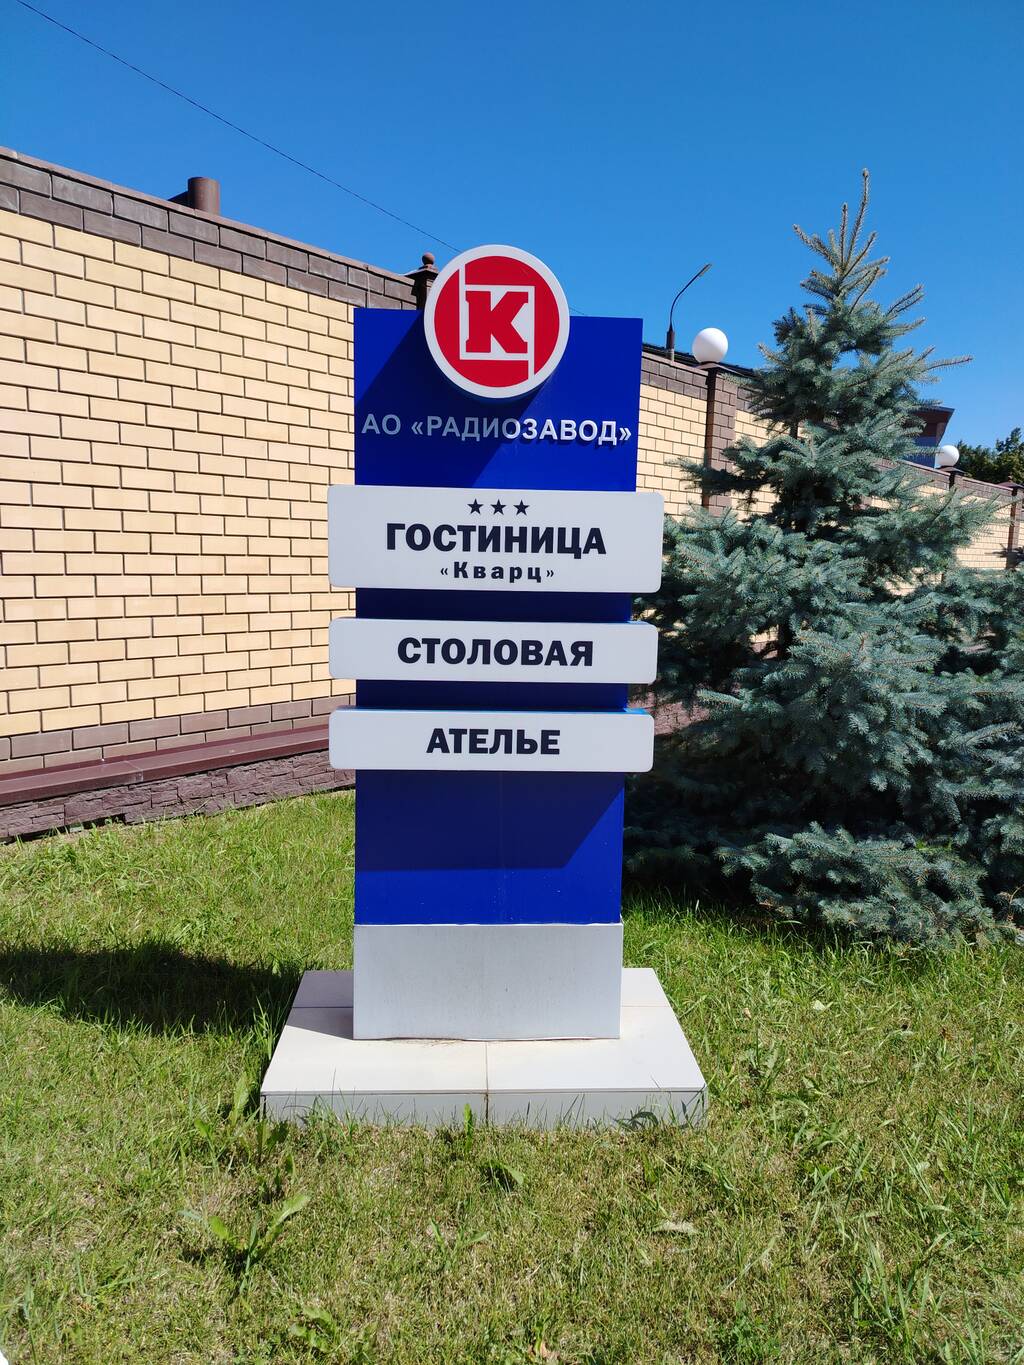 К
АО «РАДИОЗАВОД»
★★★
ГОСТИНИЦА
«Кварц»
СТОЛОВАЯ
АТЕЛЬЕ